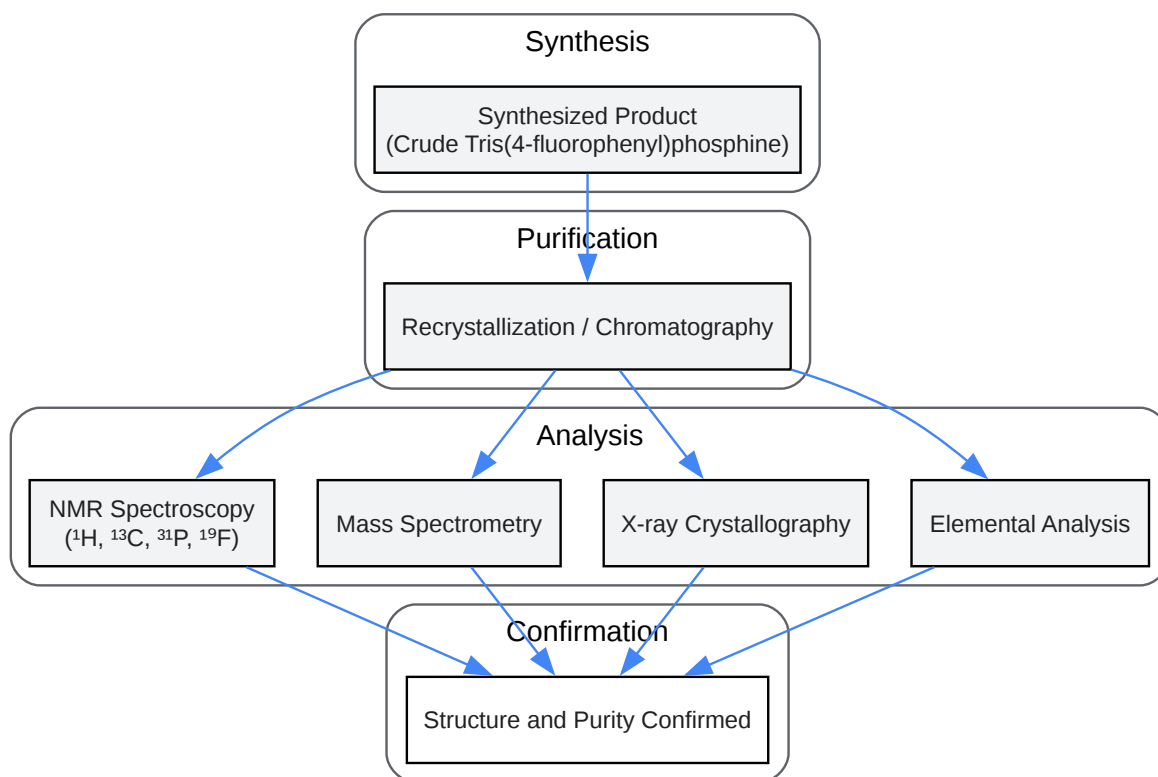 Synthesis
Synthesized Product
(Crude Tris(4-fluorophenyl)phosphine)
Purification
Recrystallization / Chromatography
Analysis
NMR Spectroscopy
(¹H, ¹³C, ³¹P, ¹⁹F)
Mass Spectrometry
X-ray Crystallography
Elemental Analysis
Confirmation
Structure and Purity Confirmed